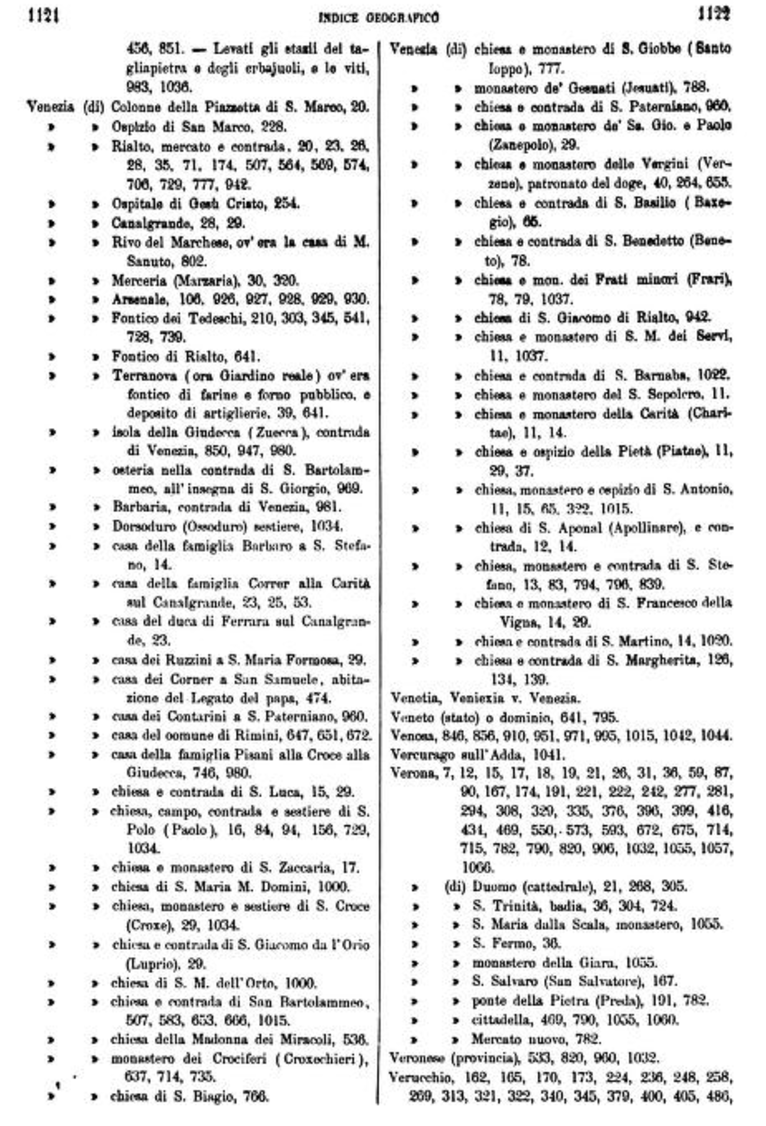 1121
INDICE GEOGRAFICO
1122
456, 851. — Levati gli stazii dei ta-
gliapietra e degli erbajuoli, e le viti,
983, 1036.
Venezia (di) Colonne della Piazzetta di S. Marco, 20.
» » Ospizio di San Marco, 228.
» » Rialto, mercato e contrada, 20, 23, 26,
28, 35, 71, 174, 507, 564, 569, 574,
706, 729, 777, 942.
» » Ospitale di Gesù Cristo, 254.
» » Canalgrande, 28, 29.
» » Rivo del Marchese, ov' era la casa di M.
Sanuto, 802.
» » Merceria (Marzaria), 30, 320.
» » Arsenale, 106, 926, 927, 928, 929, 930.
» » Fontico dei Tedeschi, 210, 303, 345, 541,
728, 739.
» » Fontico di Rialto, 641.
» » Terranova (ora Giardino reale) ov' era
fontico di farine e forno pubblico, e
deposito di artiglierie, 39, 641.
» » isola della Giudecca (Zuecca), contrada
di Venezia, 850, 947, 980.
» » osteria nella contrada di S. Bartolam-
meo, all' insegna di S. Giorgio, 969.
» » Barbaria, contrada di Venezia, 981.
» » Dorsoduro (Ossoduro) sestiere, 1034.
» » casa della famiglia Barbaro a S. Stefa-
no, 14.
» » casa della famiglia Correr alla Carità
sul Canalgrande, 23, 25, 53.
» » casa del duca di Ferrara sul Canalgran-
de, 23.
» » casa dei Ruzzini a S. Maria Formosa, 29.
» » casa dei Corner a San Samuele, abita-
zione del Legato del papa, 474.
» » casa dei Contarini a S. Paterniano, 960.
» » casa del comune di Rimini, 647, 651, 672.
» » casa della famiglia Pisani alla Croce alla
Giudecca, 746, 980.
» » chiesa e contrada di S. Luca, 15, 29.
» » chiesa, campo, contrada e sestiere di S.
Polo (Paolo), 16, 84, 94, 156, 729,
1034.
» » chiesa e monastero di S. Zaccaria, 17.
» » chiesa di S. Maria M. Domini, 1000.
» » chiesa, monastero e sestiere di S. Croce
(Croxe), 29, 1034.
» » chiesa e contrada di S. Giacomo da l' Orio
(Luprio), 29.
» » chiesa di S. M. dell' Orto, 1000.
» » chiesa e contrada di San Bartolammeo,
507, 583, 653, 666, 1015.
» » chiesa della Madonna dei Miracoli, 536.
» » monastero dei Crociferi (Croxechieri),
637, 714, 735.
» » chiesa di S. Biagio, 766.
Venezia (di) chiesa e monastero di S. Giobbe (Santo
Ioppo), 777.
» » monastero de' Gesuati (Jesuati), 788.
» » chiesa e contrada di S. Paterniano, 960.
» » chiesa e monastero de' Ss. Gio. e Paolo
(Zanepolo), 29.
» » chiesa e monastero delle Vergini (Ver-
zene), patronato del doge, 40, 264, 655.
» » chiesa e contrada di S. Basilio (Baxe-
gio), 65.
» » chiesa e contrada di S. Benedetto (Bene-
to), 78.
» » chiesa e mon. dei Frati minori (Frari),
78, 79, 1037.
» » chiesa di S. Giacomo di Rialto, 942.
» » chiesa e monastero di S. M. dei Servi,
11, 1037.
» » chiesa e contrada di S. Barnaba, 1022.
» » chiesa e monastero del S. Sepolcro, 11.
» » chiesa e monastero della Carità (Chari-
tae), 11, 14.
» » chiesa e ospizio della Pietà (Piatae), 11,
29, 37.
» » chiesa, monastero e ospizio di S. Antonio,
11, 15, 65, 322, 1015.
» » chiesa di S. Aponal (Apollinare), e con-
trada, 12, 14.
» » chiesa, monastero e contrada di S. Ste-
fano, 13, 83, 794, 796, 839.
» » chiesa e monastero di S. Francesco della
Vigna, 14, 29.
» » chiesa e contrada di S. Martino, 14, 1020.
» » chiesa e contrada di S. Margherita, 126,
134, 139.
Venetia, Veniexia v. Venezia.
Veneto (stato) o dominio, 641, 795.
Venosa, 846, 856, 910, 951, 971, 995, 1015, 1042, 1044.
Vercurago sull' Adda, 1041.
Verona, 7, 12, 15, 17, 18, 19, 21, 26, 31, 36, 59, 87,
90, 167, 174, 191, 221, 222, 242, 277, 281,
294, 308, 329, 335, 376, 396, 399, 416,
434, 469, 550, 573, 593, 672, 675, 714,
715, 782, 790, 820, 906, 1032, 1055, 1057,
1066.
» (di) Duomo (cattedrale), 21, 268, 305.
» » S. Trinità, badia, 36, 304, 724.
» » S. Maria dalla Scala, monastero, 1055.
» » S. Fermo, 36.
» » monastero della Giara, 1055.
» » S. Salvaro (San Salvatore), 167.
» » ponte della Pietra (Preda), 191, 782.
» » cittadella, 469, 790, 1055, 1060.
» » Mercato nuovo, 782.
Veronese (provincia), 533, 820, 960, 1032.
Verucchio, 162, 165, 170, 173, 224, 236, 248, 258,
269, 313, 321, 322, 340, 345, 379, 400, 405, 486,